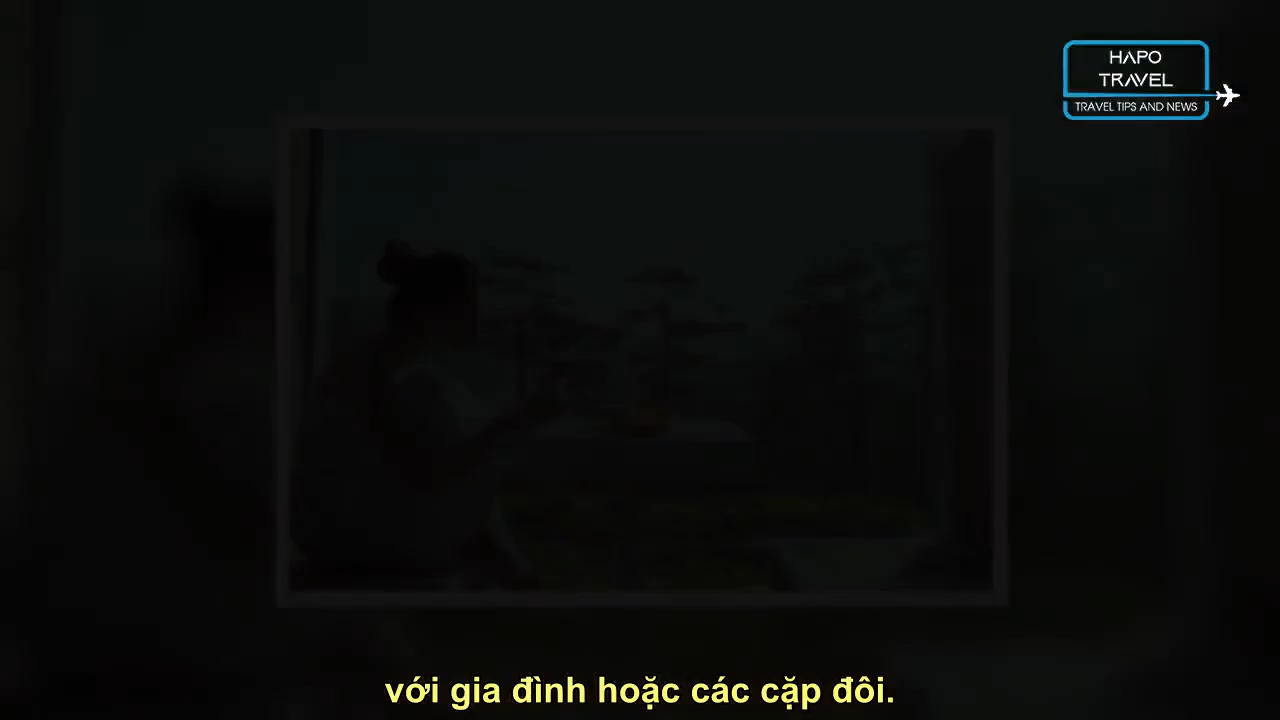 HAPO
TRAVEL
TRAVEL TIPS AND NEWS
với gia đình hoặc các cặp đôi.